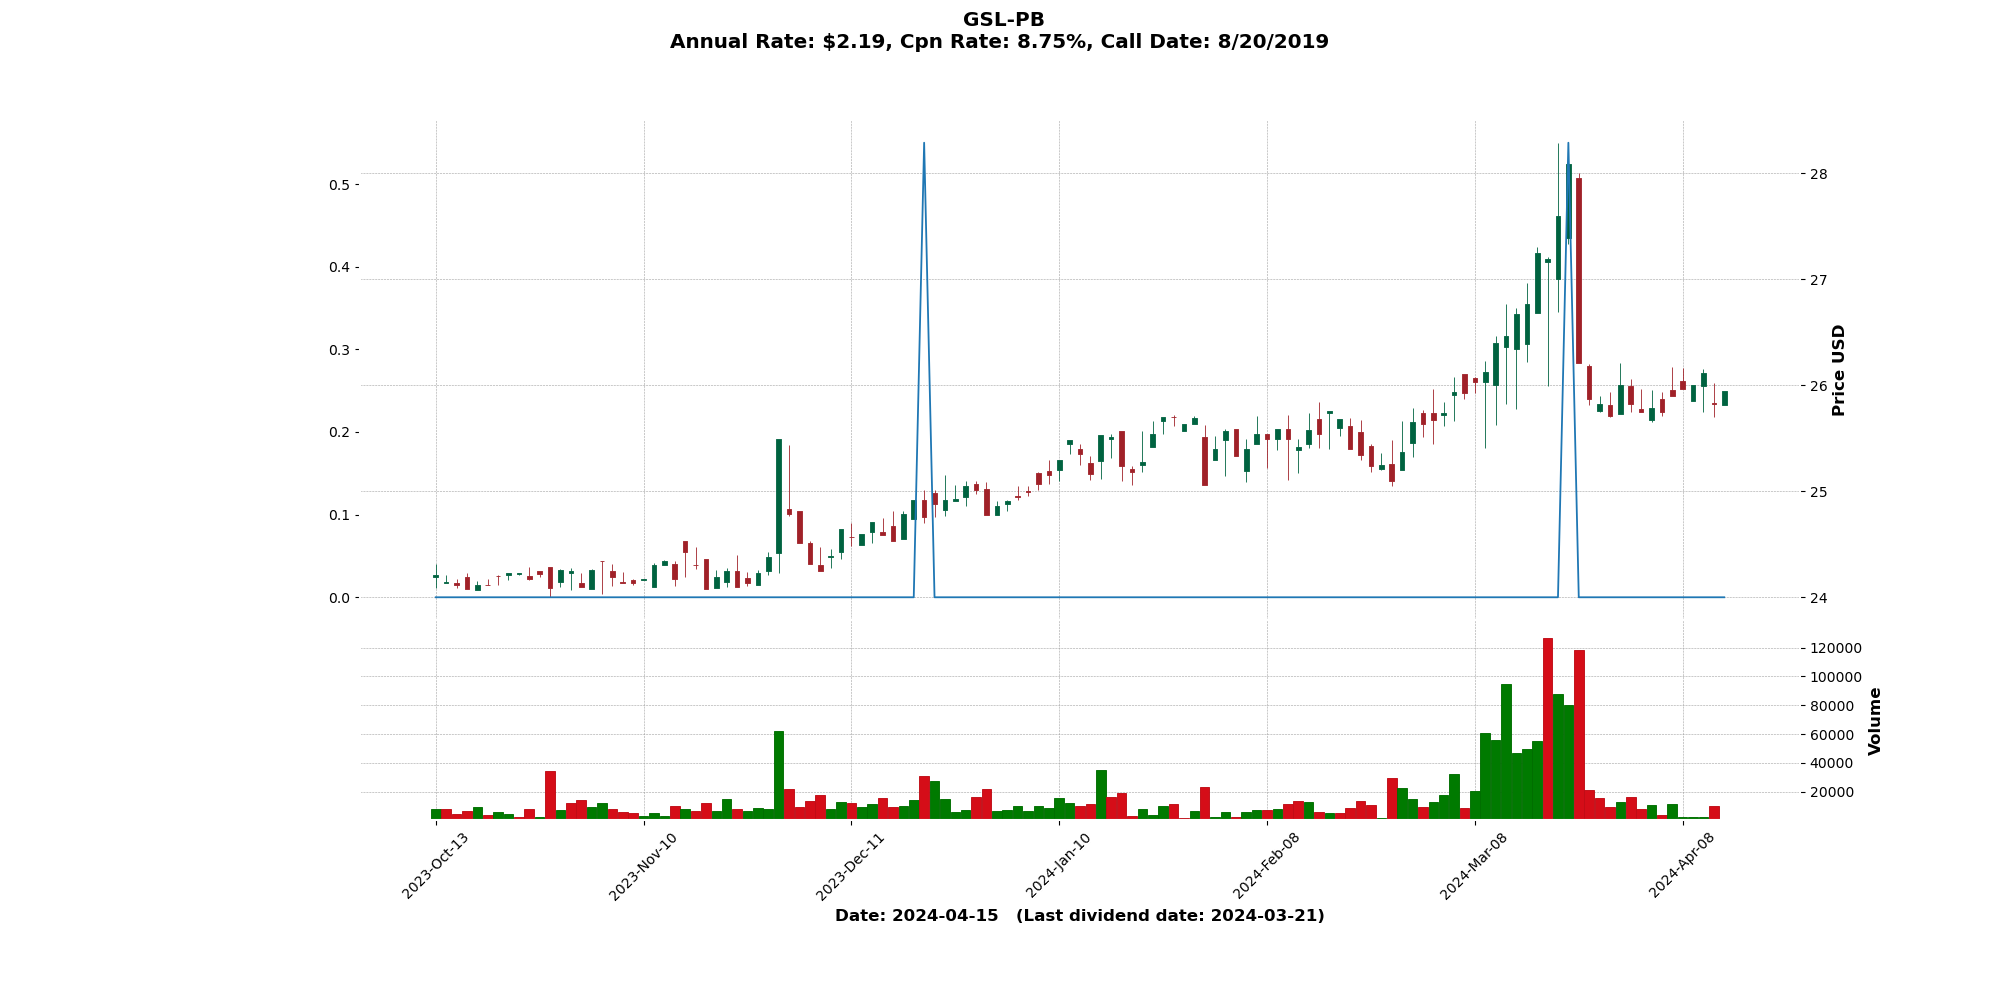 GSL-PB
Annual Rate: $2.19, Cpn Rate: 8.75%, Call Date: 8/20/2019
0.5
0.4
0.3
0.2
0.1
0.0
28
27
26
25
24
Price USD
120000
100000
80000
60000
40000
20000
Volume
2023-Oct-13
2023-Nov-10
2023-Dec-11
2024-Jan-10
2024-Feb-08
2024-Mar-08
2024-Apr-08
Date: 2024-04-15 (Last dividend date: 2024-03-21)